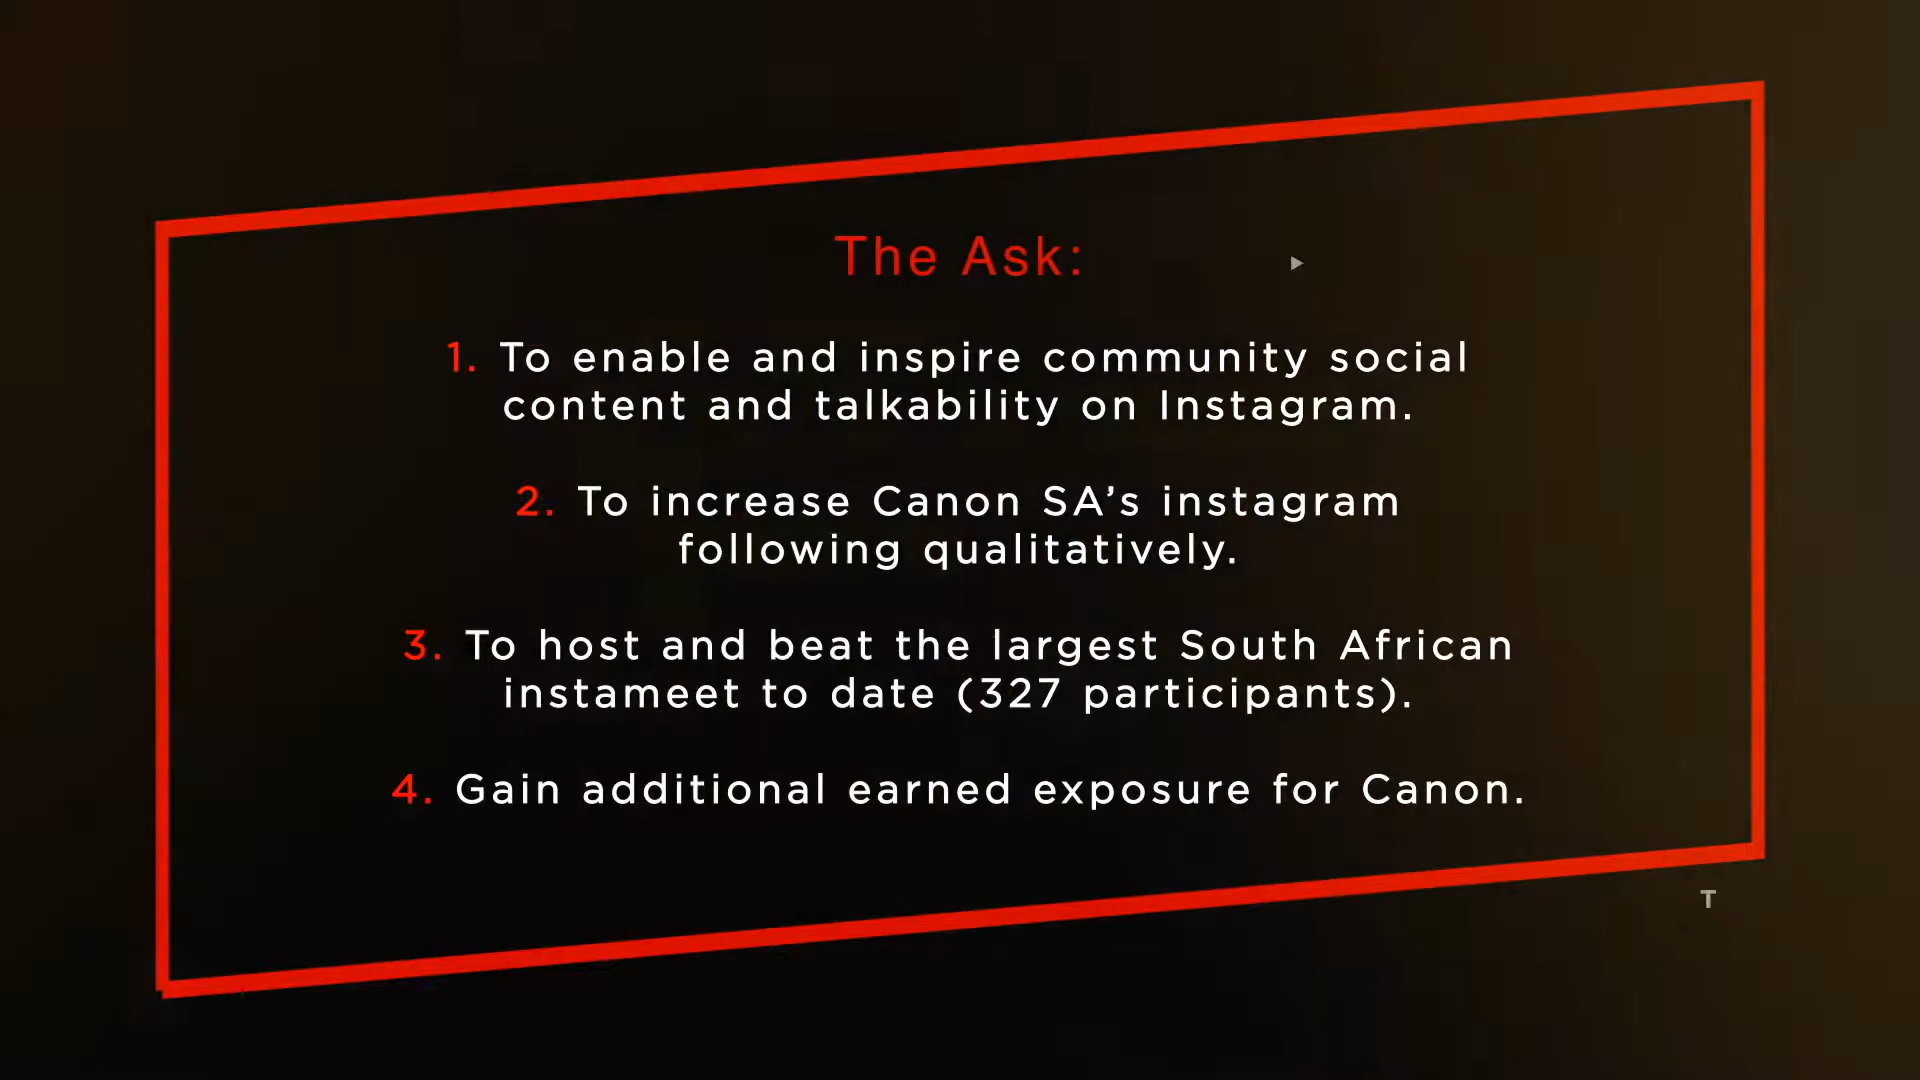 The Ask:
1. To enable and inspire community social
content and talkability on Instagram.
2. To increase Canon SA’s instagram
following qualitatively.
3. To host and beat the largest South African
instameet to date (327 participants).
4. Gain additional earned exposure for Canon.
T